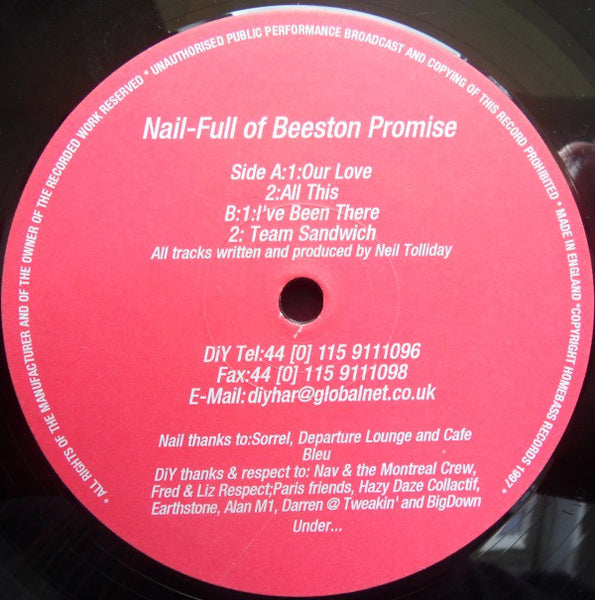 * ALL RIGHTS OF THE MANUFACTURER AND OF THE OWNER OF THE RECORDED WORK RESERVED * UNAUTHORISED PUBLIC PERFORMANCE BROADCAST AND COPYING OF THIS RECORD PROHIBITED * MADE IN ENGLAND *COPYRIGHT HOMEBASS RECORDS 1997 *
Nail-Full of Beeston Promise
Side A:1:Our Love
2:All This
B:1:I've Been There
2: Team Sandwich
All tracks written and produced by Neil Tolliday
DiY Tel:44 [0] 115 9111096
Fax:44 [0] 115 9111098
E-Mail: diyhar@globalnet.co.uk
Nail thanks to:Sorrel, Departure Lounge and Cafe
Bleu
DiY thanks & respect to: Nav & the Montreal Crew,
Fred & Liz Respect;Paris friends, Hazy Daze Collactif,
Earthstone, Alan M1, Darren @ Tweakin' and BigDown
Under...